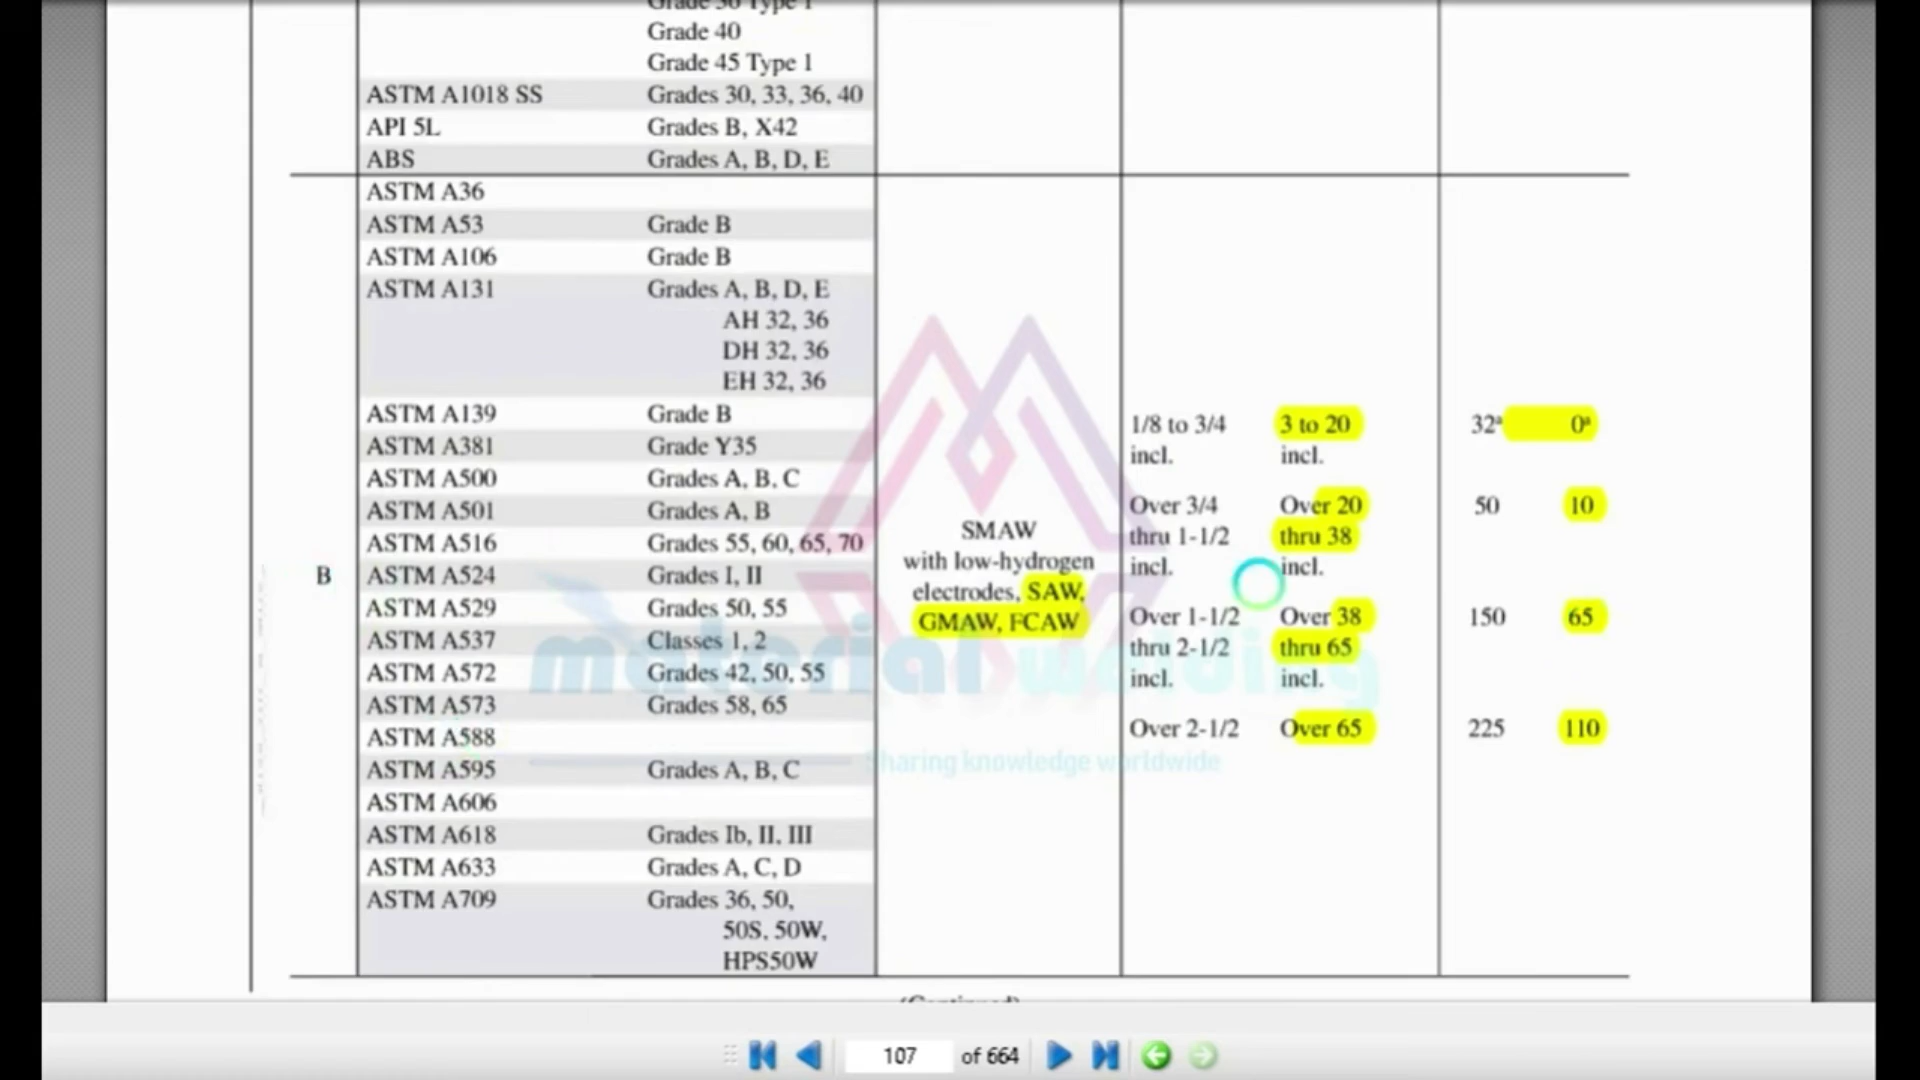 Grade 36 Type 1
Grade 40
Grade 45 Type 1
ASTM A1018 SS Grades 30, 33, 36, 40
API 5L Grades B, X42
ABS Grades A, B, D, E
ASTM A36
ASTM A53 Grade B
ASTM A106 Grade B
ASTM A131 Grades A, B, D, E
AH 32, 36
DH 32, 36
EH 32, 36
ASTM A139 Grade B
ASTM A381 Grade Y35
ASTM A500 Grades A, B, C
ASTM A501 Grades A, B
ASTM A516 Grades 55, 60, 65, 70
B ASTM A524 Grades I, II
ASTM A529 Grades 50, 55
ASTM A537 Classes 1, 2
ASTM A572 Grades 42, 50, 55
ASTM A573 Grades 58, 65
ASTM A588
ASTM A595 Grades A, B, C
ASTM A606
ASTM A618 Grades Ib, II, III
ASTM A633 Grades A, C, D
ASTM A709 Grades 36, 50,
50S, 50W,
HPS50W
SMAW
with low-hydrogen
electrodes, SAW,
GMAW, FCAW
1/8 to 3/4 3 to 20 32ᵃ 0ᵃ
incl. incl.
Over 3/4 Over 20 50 10
thru 1-1/2 thru 38
incl. incl.
Over 1-1/2 Over 38 150 65
thru 2-1/2 thru 65
incl. incl.
Over 2-1/2 Over 65 225 110
material welding
Sharing knowledge worldwide
(Continued)
107 of 664